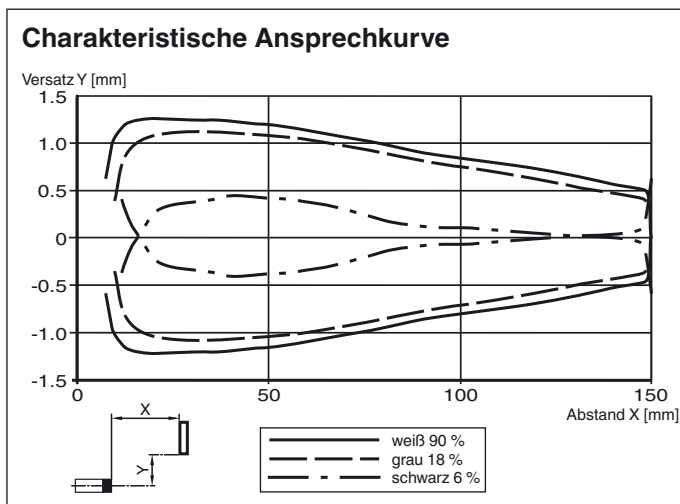 Charakteristische Ansprechkurve
Versatz Y [mm]
1.5
1.0
0.5
0
-0.5
-1.0
-1.5
0
50
100
150
Abstand X [mm]
X
Y
weiß 90 %
grau 18 %
schwarz 6 %